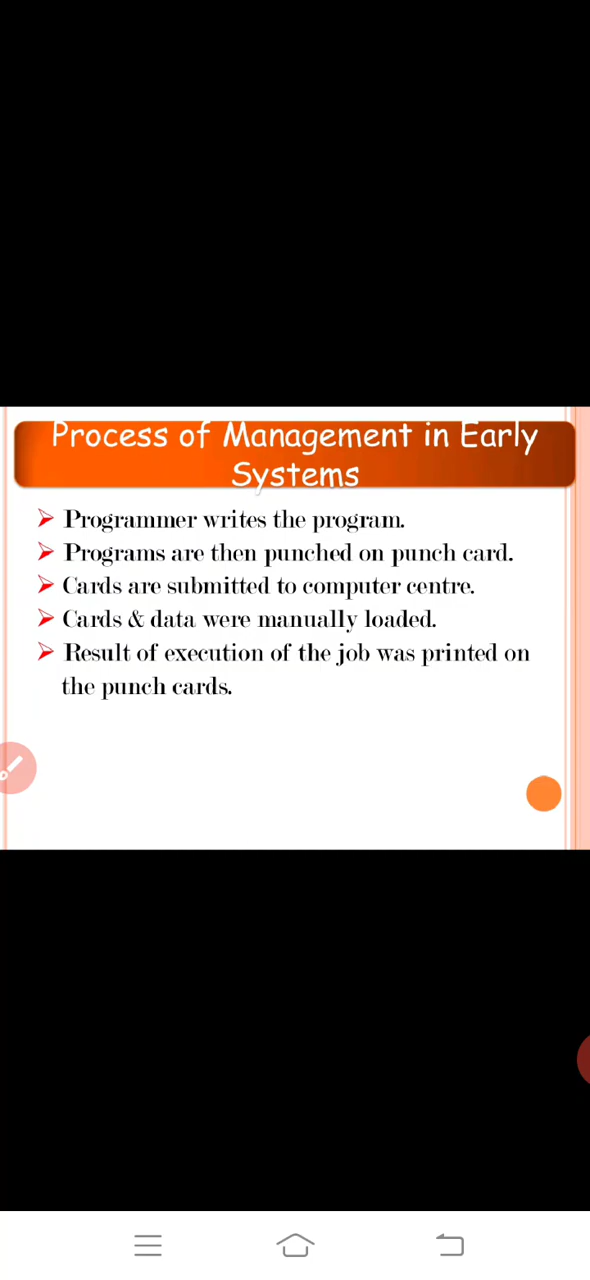 Process of Management in Early
Systems
Programmer writes the program.
Programs are then punched on punch card.
Cards are submitted to computer centre.
Cards & data were manually loaded.
Result of execution of the job was printed on
the punch cards.